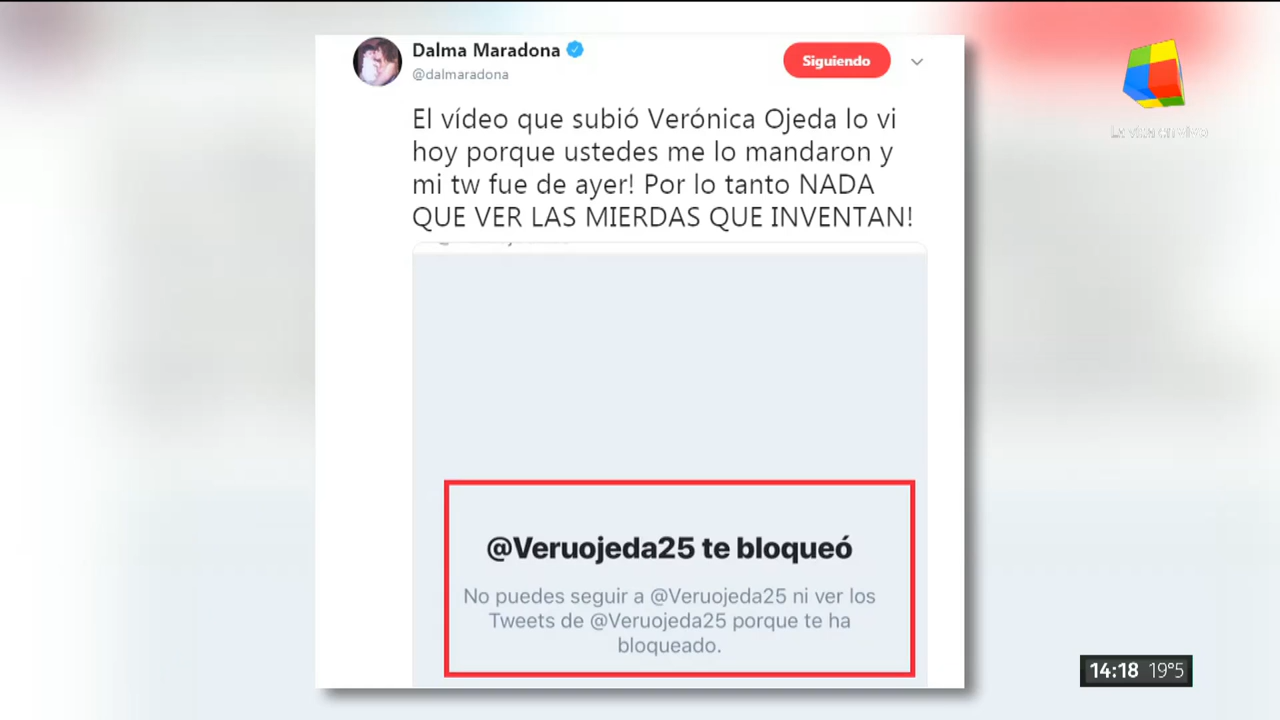 Dalma Maradona
@dalmaradona
Siguiendo
El vídeo que subió Verónica Ojeda lo vi
hoy porque ustedes me lo mandaron y
mi tw fue de ayer! Por lo tanto NADA
QUE VER LAS MIERDAS QUE INVENTAN!
@Veruojeda25 te bloqueó
No puedes seguir a @Veruojeda25 ni ver los
Tweets de @Veruojeda25 porque te ha
bloqueado.
La vida en vivo
14:18 19°5